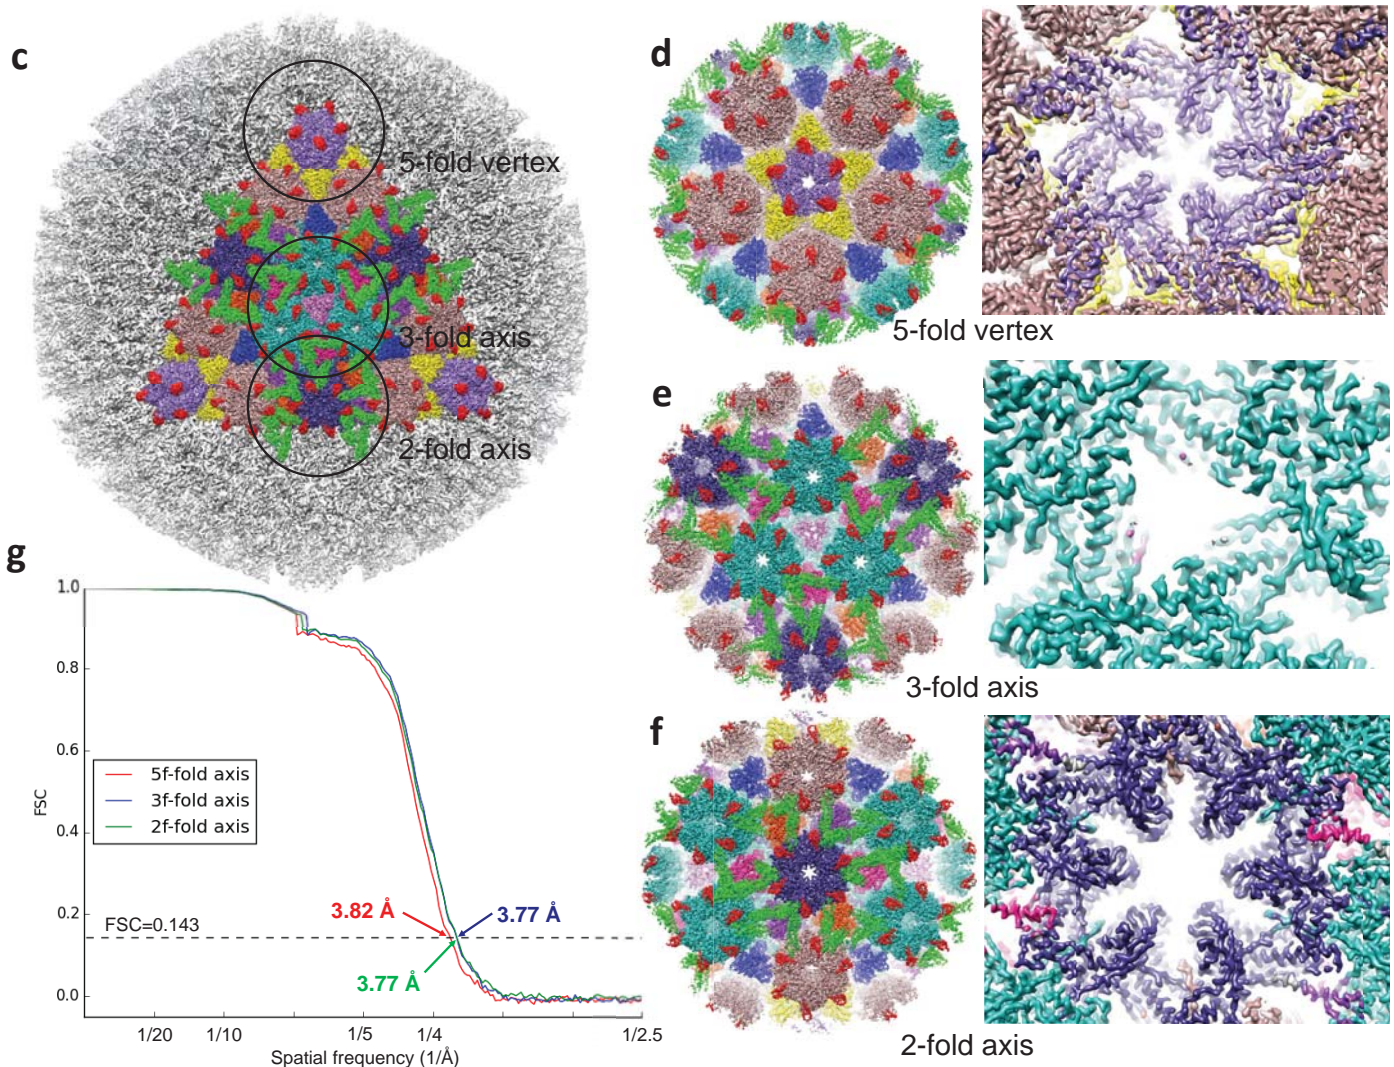 c
5-fold vertex
3-fold axis
2-fold axis
d
5-fold vertex
e
3-fold axis
f
2-fold axis
g
1.0
0.8
0.6
0.4
0.2
0.0
FSC
5f-fold axis
3f-fold axis
2f-fold axis
FSC=0.143
3.82 Å
3.77 Å
3.77 Å
1/20 1/10 1/5 1/4 1/2.5
Spatial frequency (1/Å)